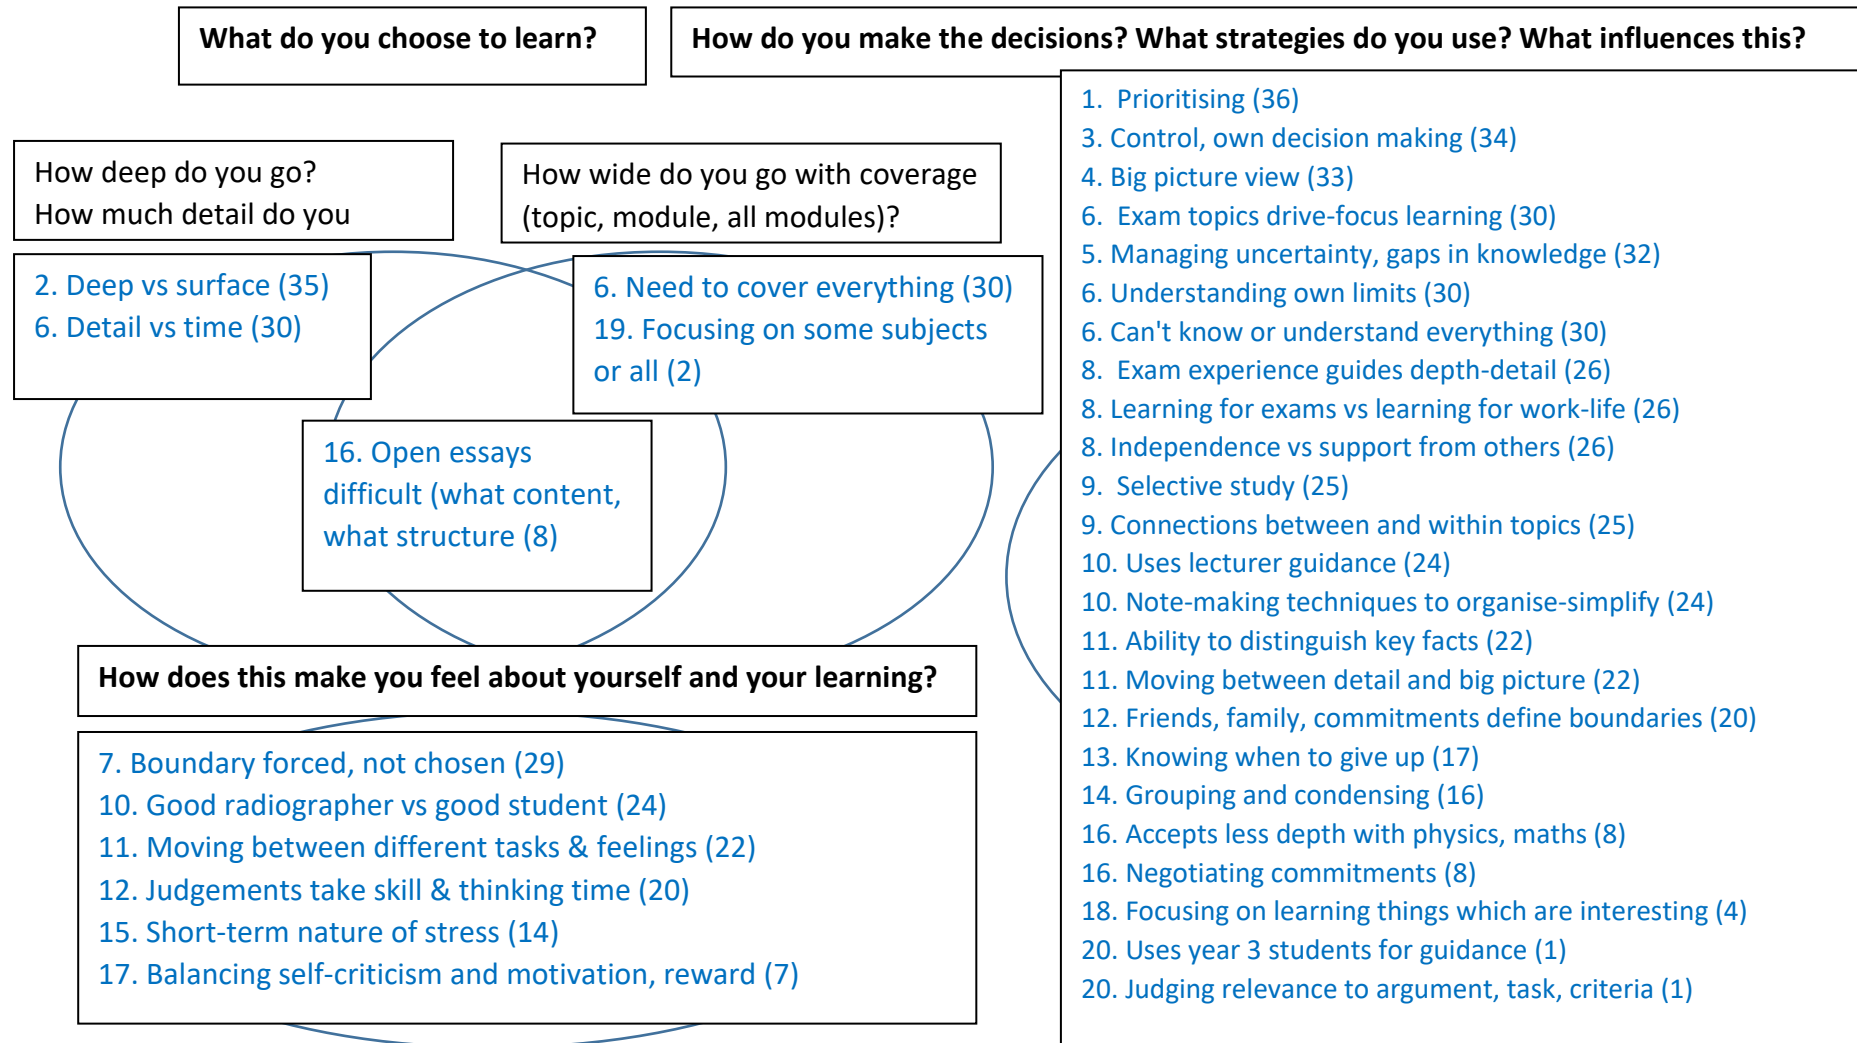 What do you choose to learn?
How do you make the decisions? What strategies do you use? What influences this?
How deep do you go?
How much detail do you
How wide do you go with coverage
(topic, module, all modules)?
2. Deep vs surface (35)
6. Detail vs time (30)
6. Need to cover everything (30)
19. Focusing on some subjects
or all (2)
16. Open essays
difficult (what content,
what structure (8)
How does this make you feel about yourself and your learning?
7. Boundary forced, not chosen (29)
10. Good radiographer vs good student (24)
11. Moving between different tasks & feelings (22)
12. Judgements take skill & thinking time (20)
15. Short-term nature of stress (14)
17. Balancing self-criticism and motivation, reward (7)
1. Prioritising (36)
3. Control, own decision making (34)
4. Big picture view (33)
6. Exam topics drive-focus learning (30)
5. Managing uncertainty, gaps in knowledge (32)
6. Understanding own limits (30)
6. Can't know or understand everything (30)
8. Exam experience guides depth-detail (26)
8. Learning for exams vs learning for work-life (26)
8. Independence vs support from others (26)
9. Selective study (25)
9. Connections between and within topics (25)
10. Uses lecturer guidance (24)
10. Note-making techniques to organise-simplify (24)
11. Ability to distinguish key facts (22)
11. Moving between detail and big picture (22)
12. Friends, family, commitments define boundaries (20)
13. Knowing when to give up (17)
14. Grouping and condensing (16)
16. Accepts less depth with physics, maths (8)
16. Negotiating commitments (8)
18. Focusing on learning things which are interesting (4)
20. Uses year 3 students for guidance (1)
20. Judging relevance to argument, task, criteria (1)